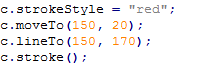 c.strokeStyle = "red";
c.moveTo(150, 20);
c.lineTo(150, 170);
c.stroke();